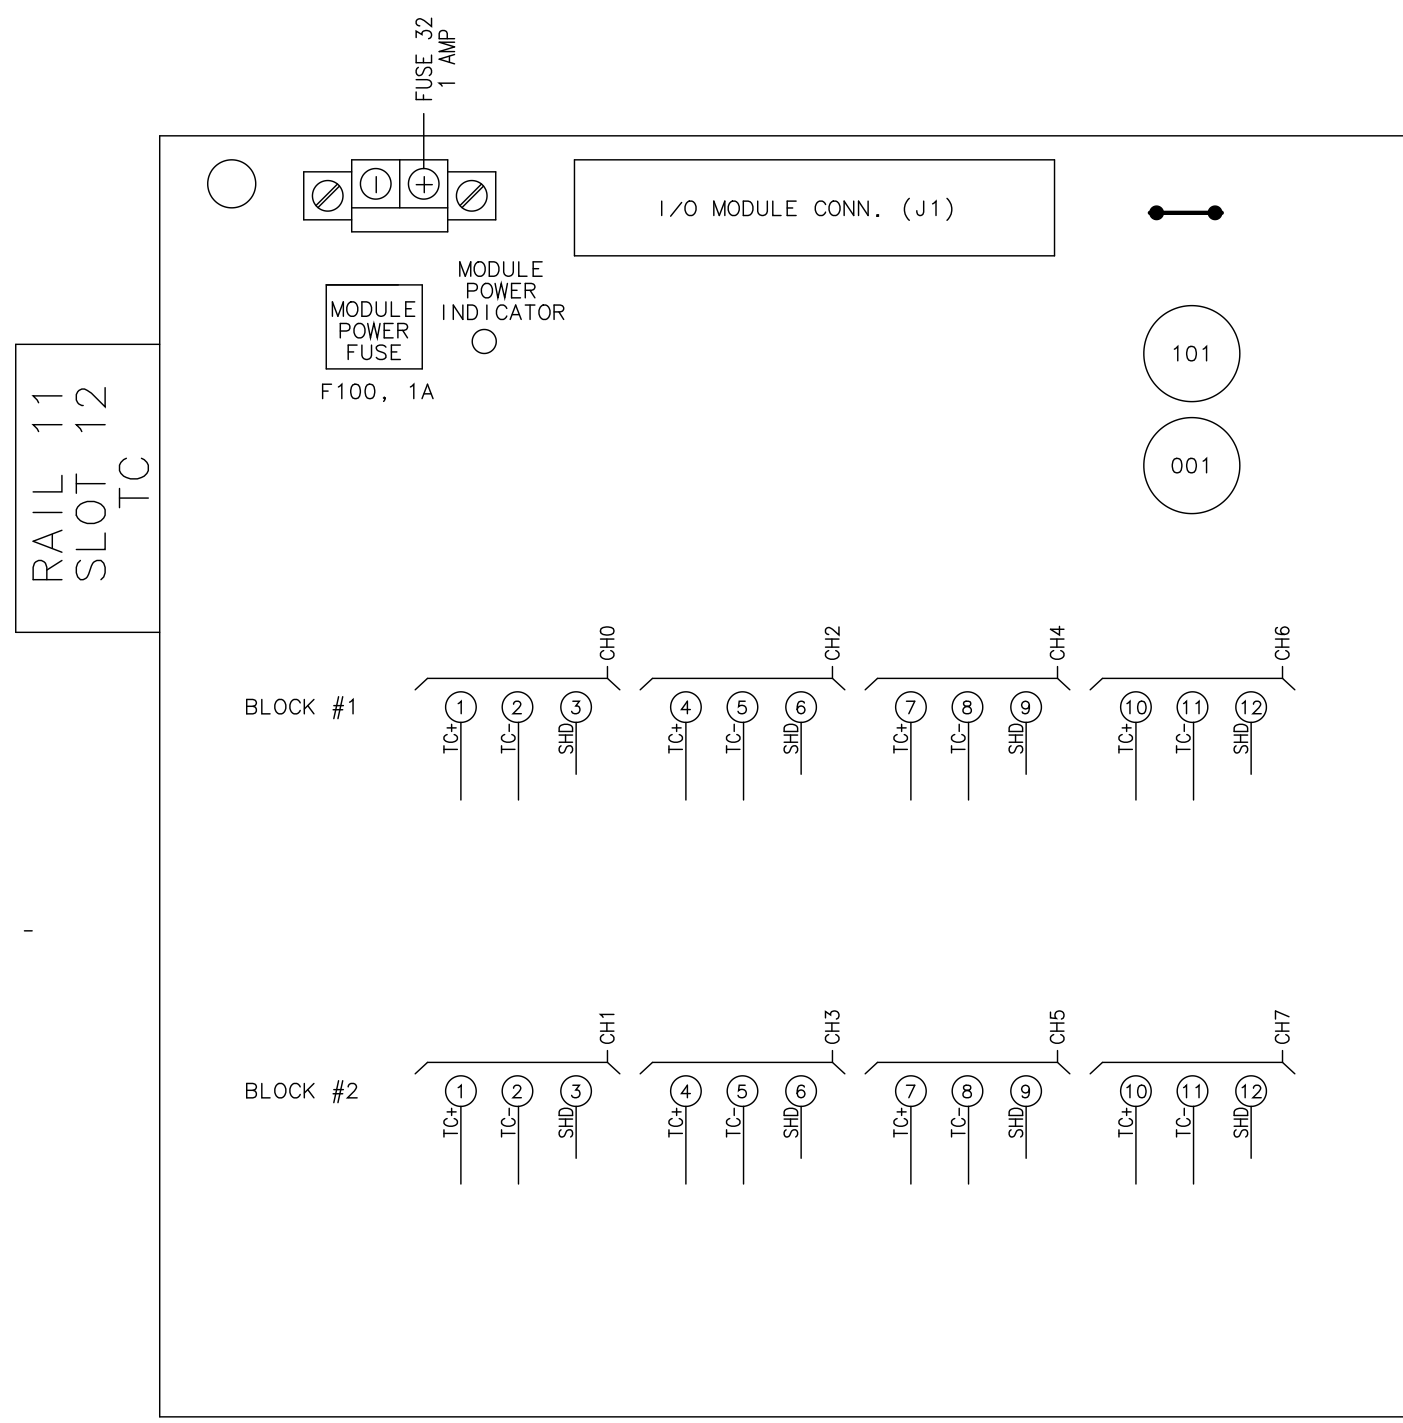 FUSE 32
1 AMP
I/O MODULE CONN. (J1)
MODULE
POWER
INDICATOR
MODULE
POWER
FUSE
F100, 1A
101
001
RAIL 11
SLOT 12
TC
CH0
CH2
CH4
CH6
BLOCK #1
1 2 3 4 5 6 7 8 9 10 11 12
TC+ TC- SHD TC+ TC- SHD TC+ TC- SHD TC+ TC- SHD
CH1
CH3
CH5
CH7
BLOCK #2
1 2 3 4 5 6 7 8 9 10 11 12
TC+ TC- SHD TC+ TC- SHD TC+ TC- SHD TC+ TC- SHD